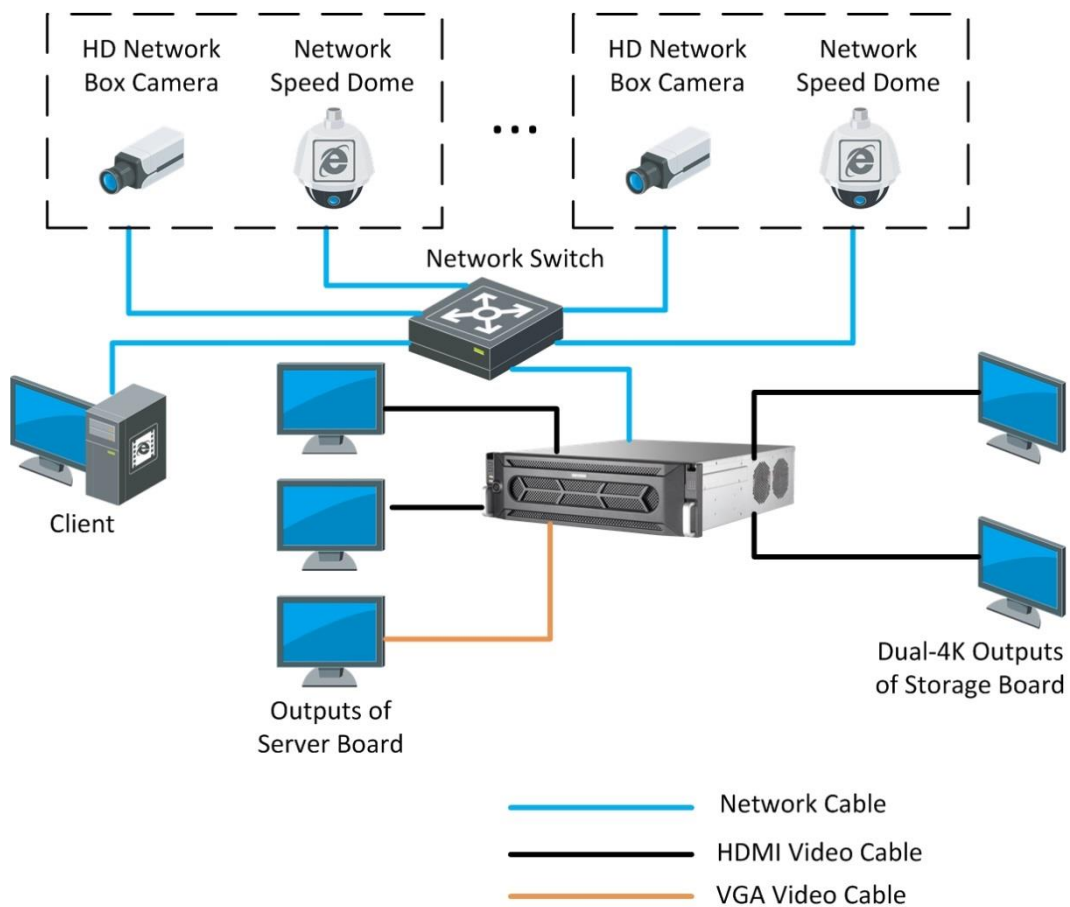 HD Network
Box Camera
Network
Speed Dome
...
HD Network
Box Camera
Network
Speed Dome
Network Switch
Client
Outputs of
Server Board
Dual-4K Outputs
of Storage Board
Network Cable
HDMI Video Cable
VGA Video Cable